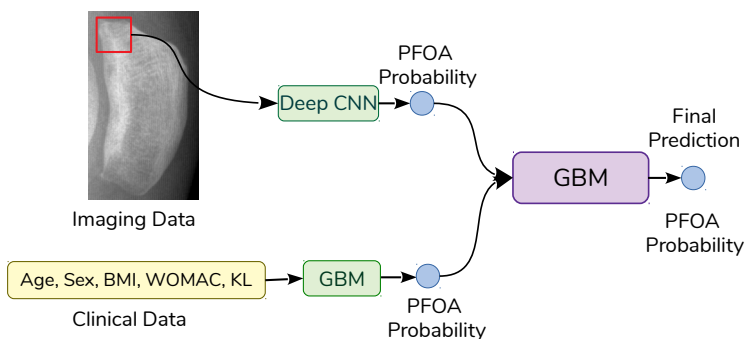 PFOA
Probability
Deep CNN
Final
Prediction
GBM
Imaging Data
PFOA
Probability
Age, Sex, BMI, WOMAC, KL
GBM
Clinical Data
PFOA
Probability